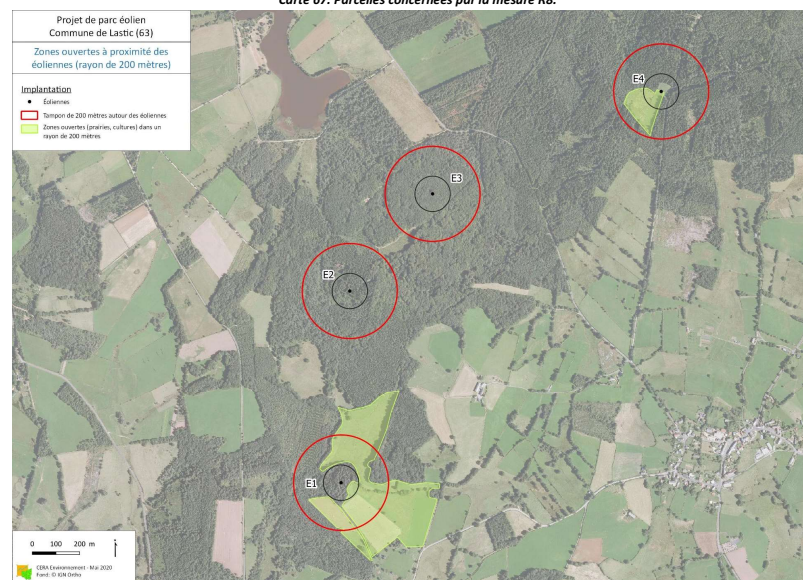 Carte 67. Parcelles concernées par la mesure R8.
Projet de parc éolien
Commune de Lastic (63)
Zones ouvertes à proximité des
éoliennes (rayon de 200 mètres)
Implantation
Éoliennes
Tampon de 200 mètres autour des éoliennes
Zones ouvertes (prairies, cultures) dans un
rayon de 200 mètres
E4
E3
E2
E1
0 100 200 m
CERA Environnement - Mai 2020
Fond: © IGN Ortho